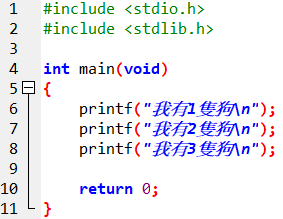 1 #include <stdio.h>
2 #include <stdlib.h>
3
4 int main(void)
5 {
6 printf("我有1隻狗\n");
7 printf("我有2隻狗\n");
8 printf("我有3隻狗\n");
9
10 return 0;
11 }